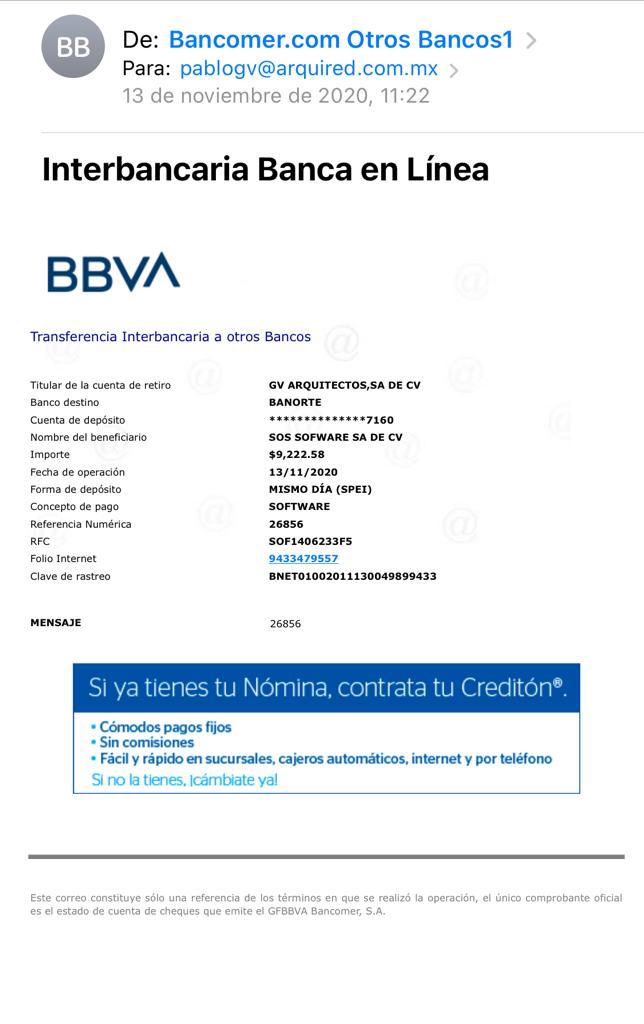 BB
De: Bancomer.com Otros Bancos1
Para: pablogv@arquired.com.mx
13 de noviembre de 2020, 11:22
Interbancaria Banca en Línea
BBVA
Transferencia Interbancaria a otros Bancos
Titular de la cuenta de retiro GV ARQUITECTOS,SA DE CV
Banco destino BANORTE
Cuenta de depósito **************7160
Nombre del beneficiario SOS SOFWARE SA DE CV
Importe $9,222.58
Fecha de operación 13/11/2020
Forma de depósito MISMO DÍA (SPEI)
Concepto de pago SOFTWARE
Referencia Numérica 26856
RFC SOF1406233F5
Folio Internet 9433479557
Clave de rastreo BNET01002011130049899433
MENSAJE 26856
Si ya tienes tu Nómina, contrata tu Creditón®.
• Cómodos pagos fijos
• Sin comisiones
• Fácil y rápido en sucursales, cajeros automáticos, internet y por teléfono
Si no la tienes, ¡cámbiate ya!
Este correo constituye sólo una referencia de los términos en que se realizó la operación, el único comprobante oficial
es el estado de cuenta de cheques que emite el GFBBVA Bancomer, S.A.